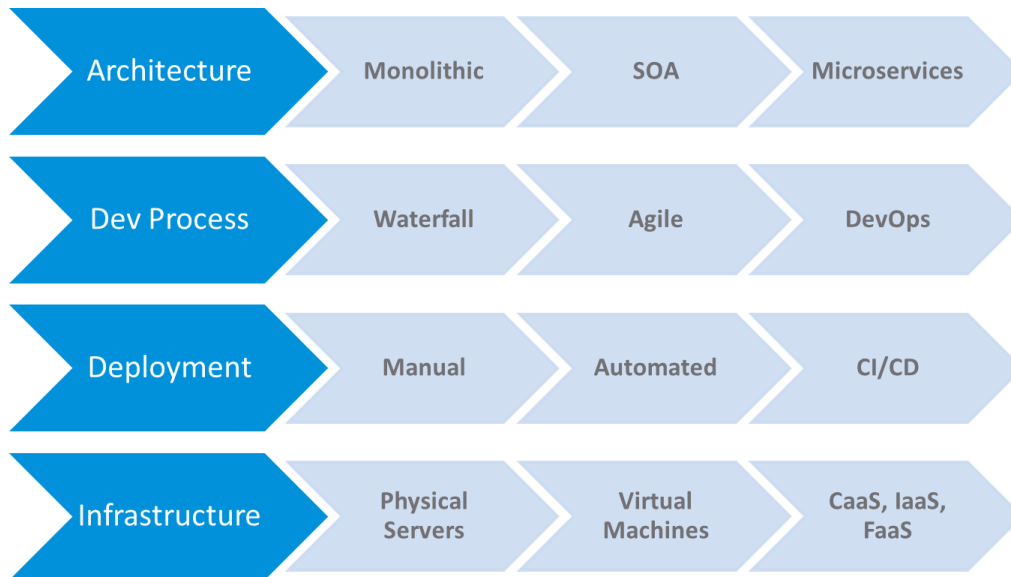 Architecture
Monolithic
SOA
Microservices
Dev Process
Waterfall
Agile
DevOps
Deployment
Manual
Automated
CI/CD
Infrastructure
Physical
Servers
Virtual
Machines
CaaS, IaaS,
FaaS